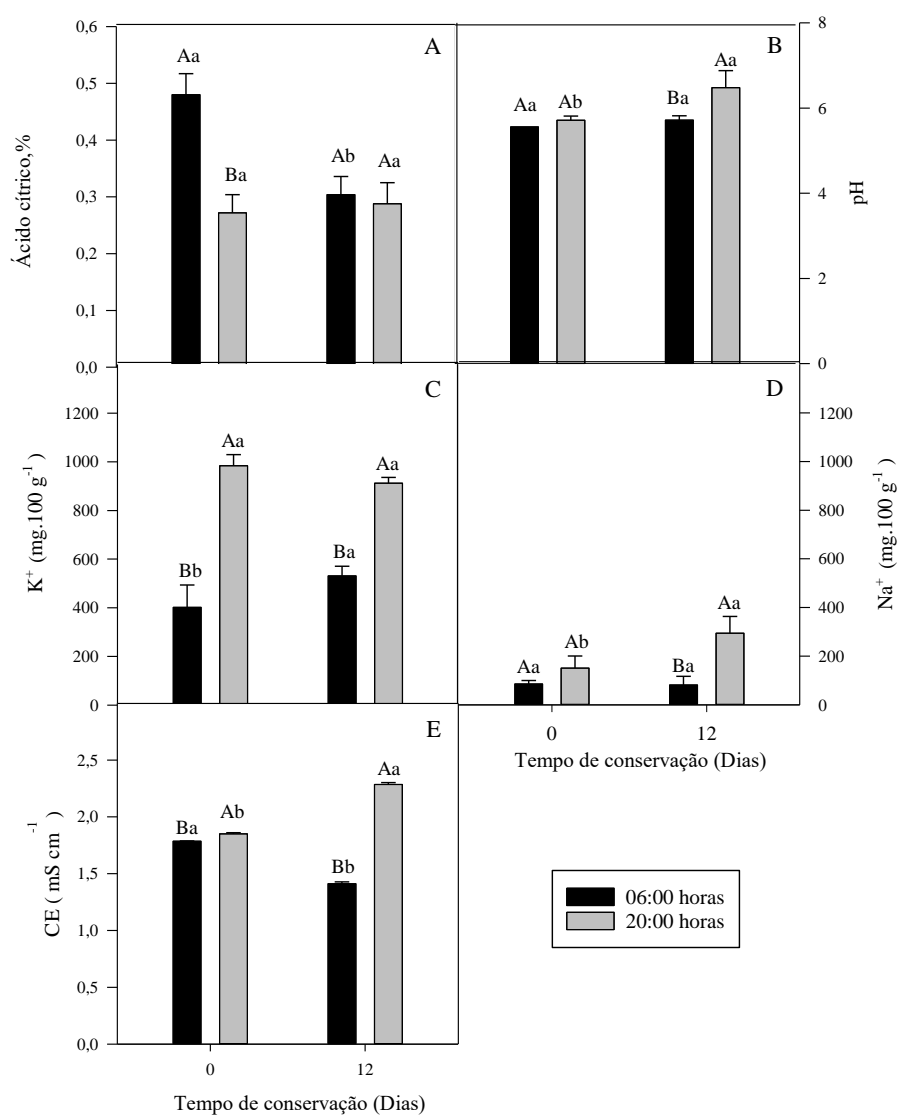 0,6
0,5
0,4
0,3
0,2
0,1
0,0
Ácido cítrico,%
A
Aa
Ba
Ab
Aa
B
Aa
Ab
Ba
Aa
8
6
4
2
0
pH
1200
1000
800
600
400
200
0
K⁺ (mg.100 g⁻¹ )
C
Bb
Aa
Ba
Aa
D
Aa
Ab
Ba
Aa
1200
1000
800
600
400
200
0
Na⁺ (mg.100 g⁻¹ )
0 12
Tempo de conservação (Dias)
2,5
2,0
1,5
1,0
0,5
0,0
CE ( mS cm⁻¹ )
E
Ba
Ab
Bb
Aa
0 12
Tempo de conservação (Dias)
06:00 horas
20:00 horas